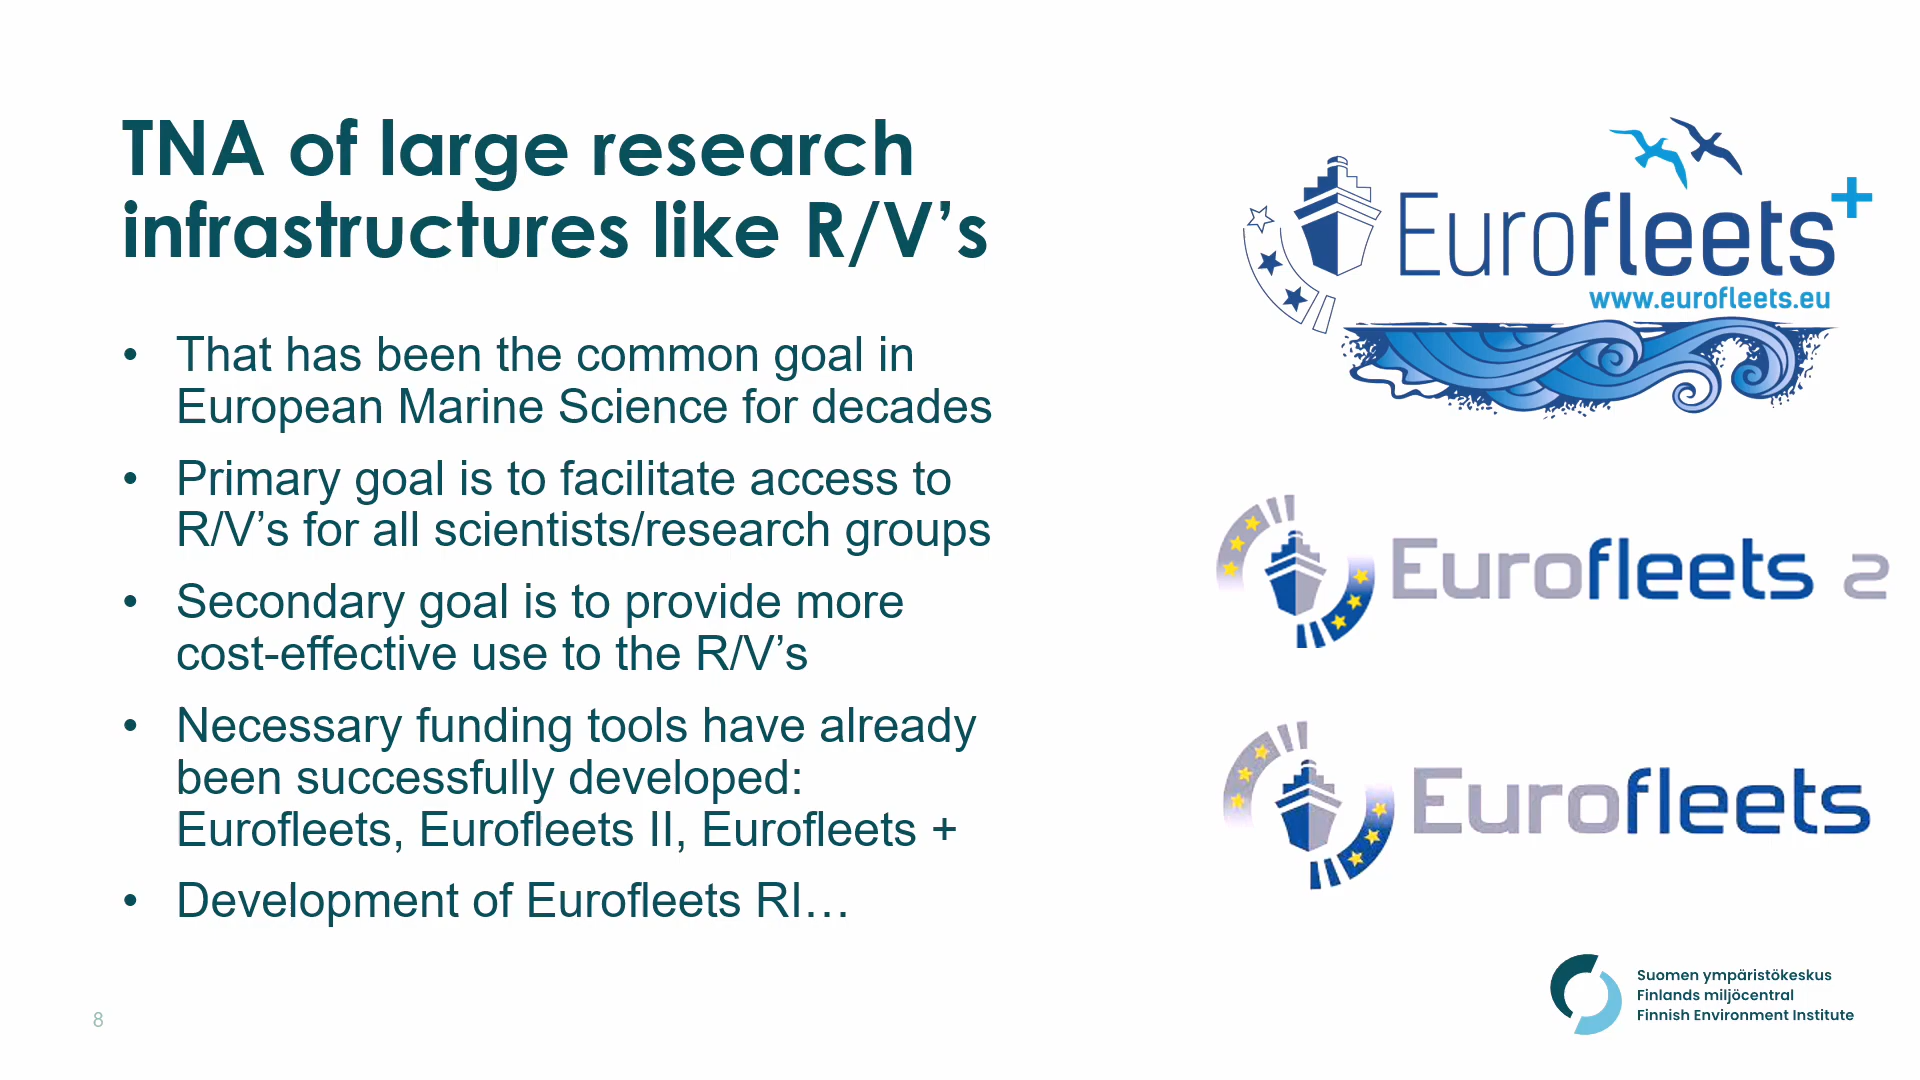 TNA of large research
infrastructures like R/V’s
• That has been the common goal in
European Marine Science for decades
• Primary goal is to facilitate access to
R/V’s for all scientists/research groups
• Secondary goal is to provide more
cost-effective use to the R/V’s
• Necessary funding tools have already
been successfully developed:
Eurofleets, Eurofleets II, Eurofleets +
• Development of Eurofleets RI…
Eurofleets+
www.eurofleets.eu
Eurofleets 2
Eurofleets
Suomen ympäristökeskus
Finlands miljöcentral
Finnish Environment Institute
8